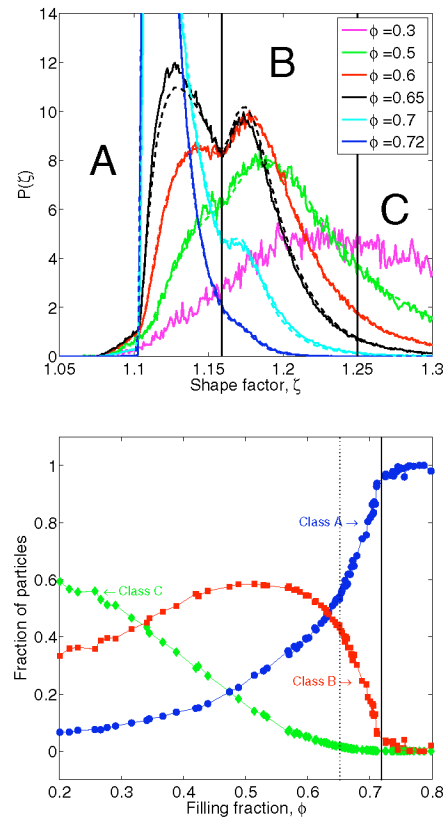 14
12
10
8
6
4
2
0
P(ζ)
A
B
C
ϕ =0.3
ϕ =0.5
ϕ =0.6
ϕ =0.65
ϕ =0.7
ϕ =0.72
1.05 1.1 1.15 1.2 1.25 1.3
Shape factor, ζ
1
0.8
0.6
0.4
0.2
0
Fraction of particles
Class A →
← Class C
Class B →
0.2 0.3 0.4 0.5 0.6 0.7 0.8
Filling fraction, ϕ